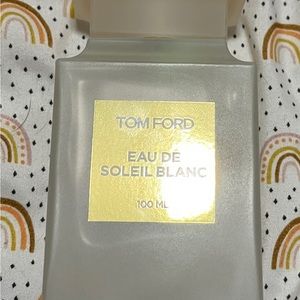 TOM FORD
EAU DE
SOLEIL BLANC
100 ML